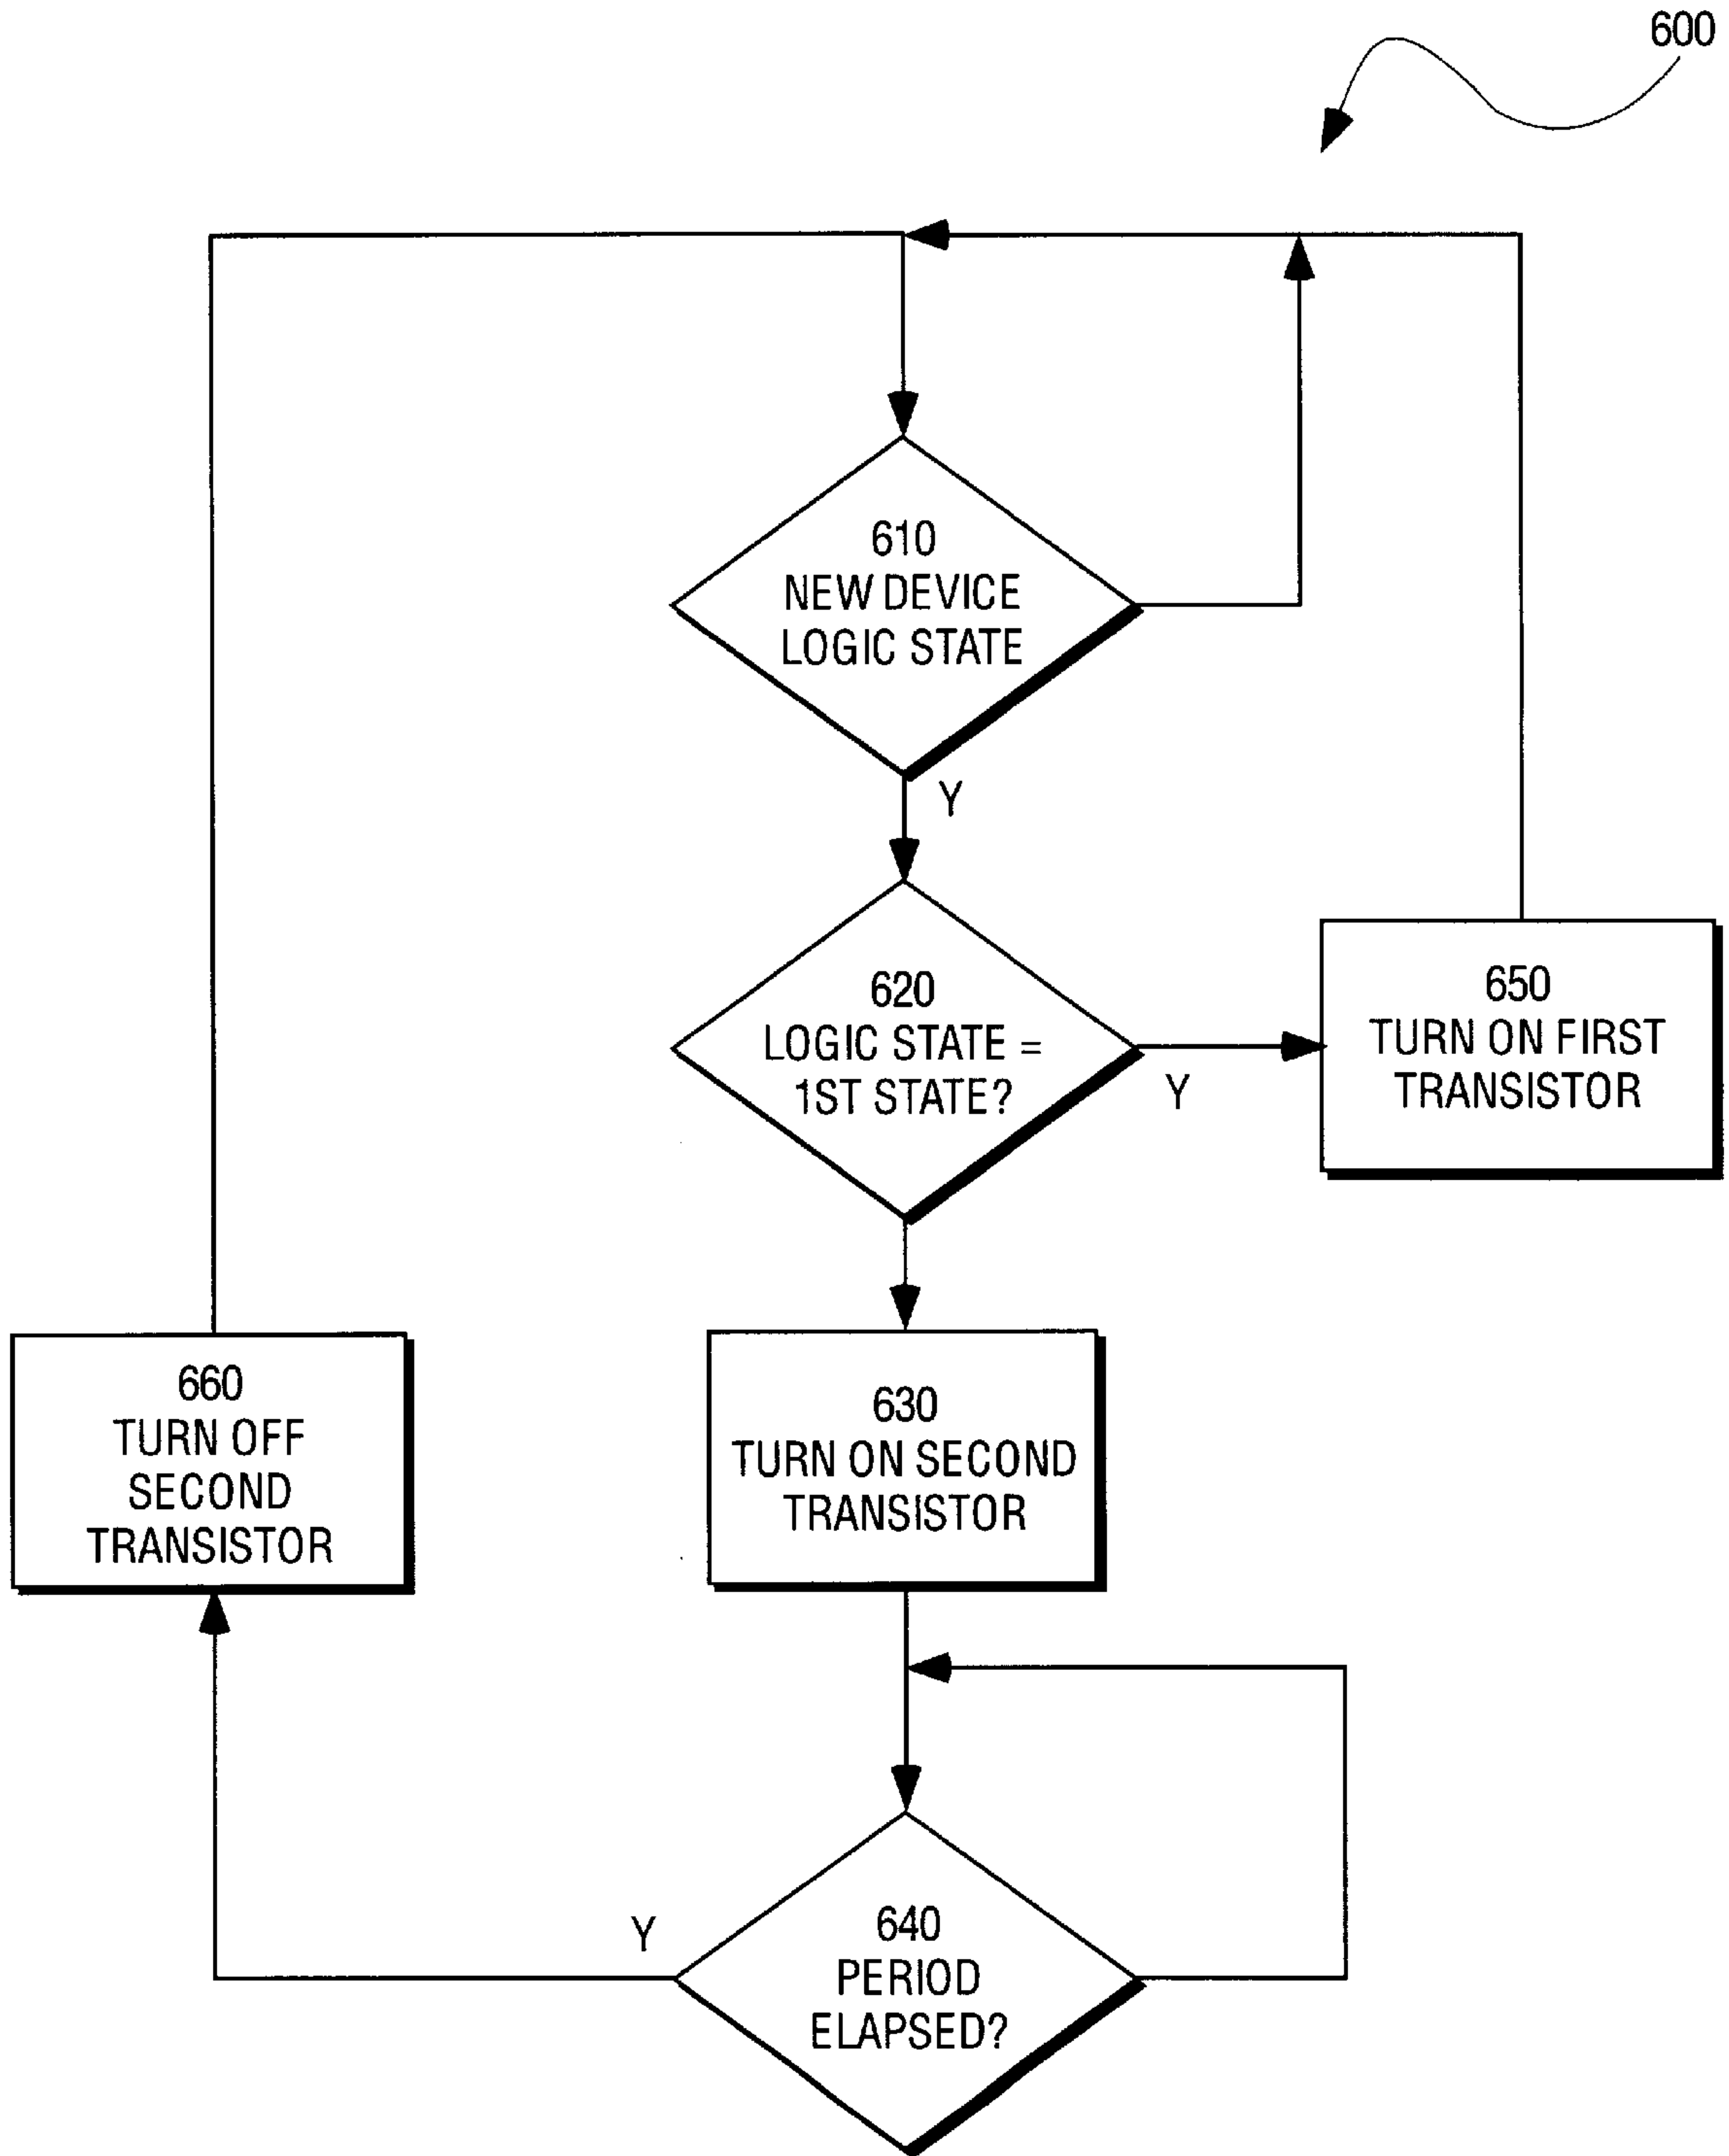 600
610
NEW DEVICE
LOGIC STATE
Y
620
LOGIC STATE =
1ST STATE?
Y
650
TURN ON FIRST
TRANSISTOR
660
TURN OFF
SECOND
TRANSISTOR
630
TURN ON SECOND
TRANSISTOR
Y
640
PERIOD
ELAPSED?